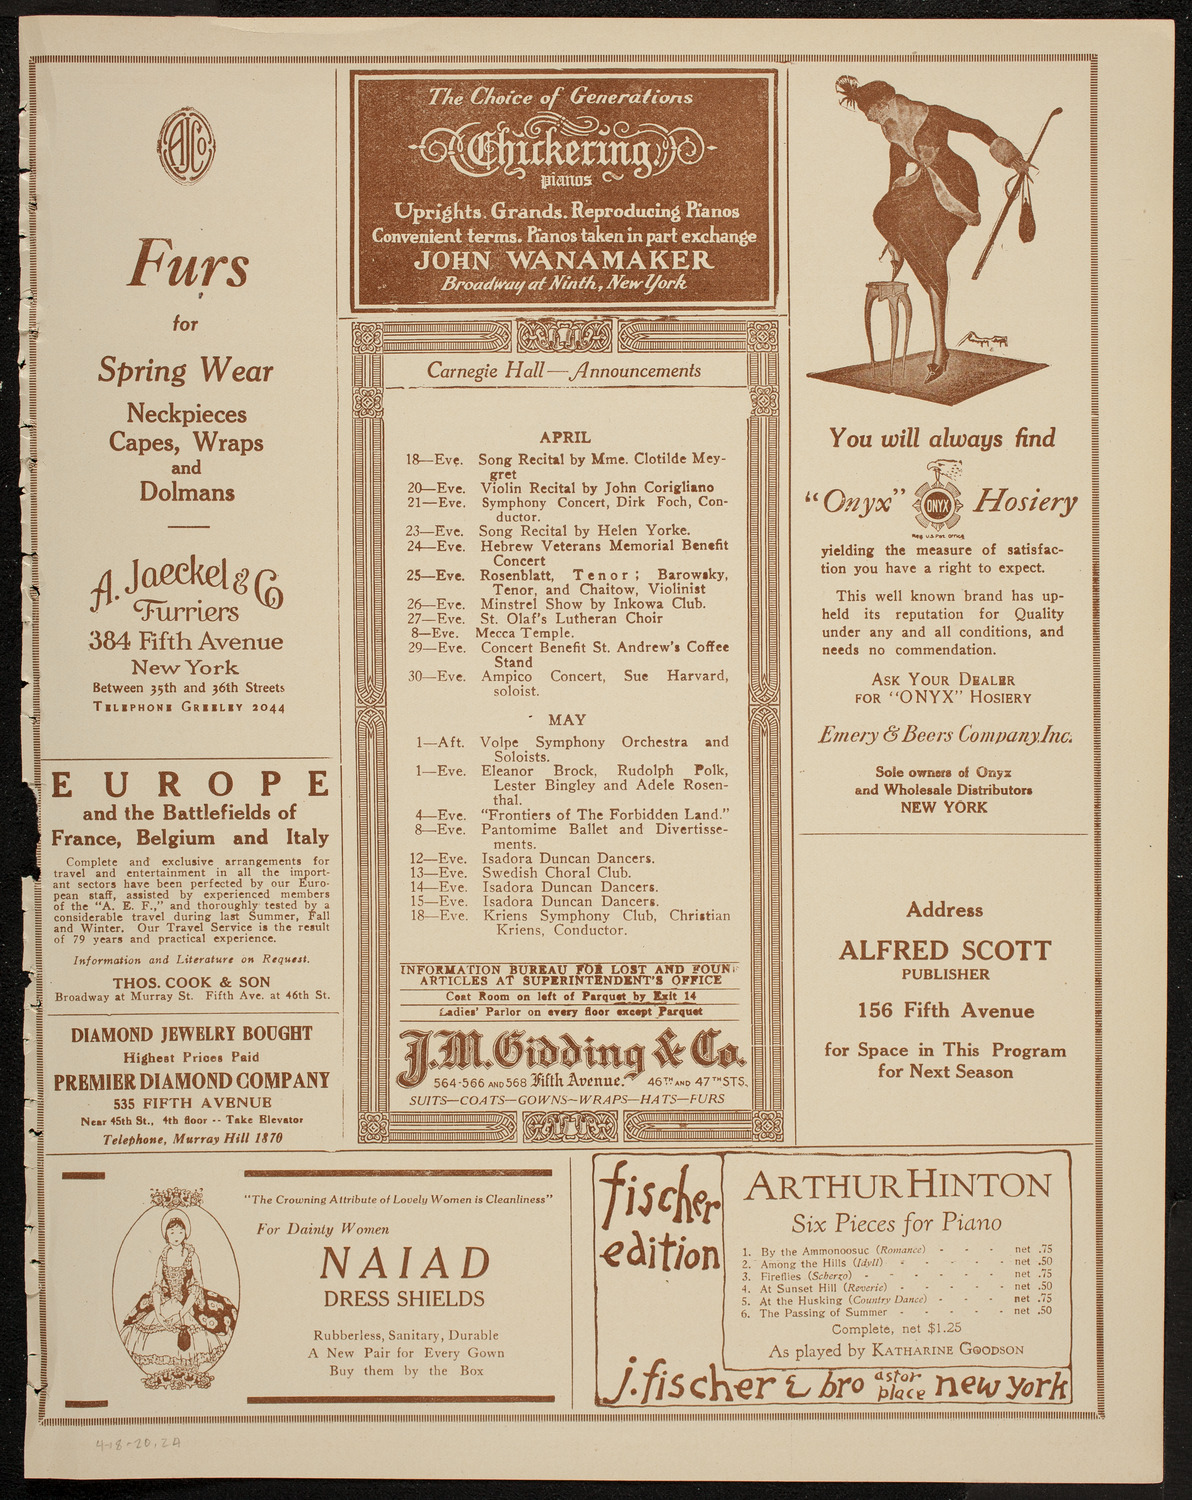 AJCo
Furs
for
Spring Wear
Neckpieces
Capes, Wraps
and
Dolmans
A. Jaeckel & Co
Furriers
384 Fifth Avenue
New York
Between 35th and 36th Streets
TELEPHONE GREELEY 2044
EUROPE
and the Battlefields of
France, Belgium and Italy
Complete and exclusive arrangements for
travel and entertainment in all the import-
ant sectors have been perfected by our Euro-
pean staff, assisted by experienced members
of the "A. E. F.," and thoroughly tested by a
considerable travel during last Summer, Fall
and Winter. Our Travel Service is the result
of 79 years and practical experience.
Information and Literature on Request.
THOS. COOK & SON
Broadway at Murray St. Fifth Ave. at 46th St.
DIAMOND JEWELRY BOUGHT
Highest Prices Paid
PREMIER DIAMOND COMPANY
535 FIFTH AVENUE
Near 45th St., 4th floor -- Take Elevator
Telephone, Murray Hill 1870
The Choice of Generations
Chickering
pianos
Uprights. Grands. Reproducing Pianos
Convenient terms. Pianos taken in part exchange
JOHN WANAMAKER
Broadway at Ninth, New York
Carnegie Hall—Announcements
APRIL
18—Eve. Song Recital by Mme. Clotilde Mey-
gret
20—Eve. Violin Recital by John Corigliano
21—Eve. Symphony Concert, Dirk Foch, Con-
ductor.
23—Eve. Song Recital by Helen Yorke.
24—Eve. Hebrew Veterans Memorial Benefit
Concert
25—Eve. Rosenblatt, Tenor; Barowsky,
Tenor, and Chaitow, Violinist
26—Eve. Minstrel Show by Inkowa Club.
27—Eve. St. Olaf's Lutheran Choir
8—Eve. Mecca Temple.
29—Eve. Concert Benefit St. Andrew's Coffee
Stand
30—Eve. Ampico Concert, Sue Harvard,
soloist.
MAY
1—Aft. Volpe Symphony Orchestra and
Soloists.
1—Eve. Eleanor Brock, Rudolph Polk,
Lester Bingley and Adele Rosen-
thal.
4—Eve. "Frontiers of The Forbidden Land."
8—Eve. Pantomime Ballet and Divertisse-
ments.
12—Eve. Isadora Duncan Dancers.
13—Eve. Swedish Choral Club.
14—Eve. Isadora Duncan Dancers.
15—Eve. Isadora Duncan Dancers.
18—Eve. Kriens Symphony Club, Christian
Kriens, Conductor.
INFORMATION BUREAU FOR LOST AND FOUN
ARTICLES AT SUPERINTENDENT'S OFFICE
Coat Room on left of Parquet by Exit 14
Ladies' Parlor on every floor except Parquet
J.M. Gidding & Co.
564-566 AND 568 Fifth Avenue. 46TH AND 47TH STS.
SUITS—COATS—GOWNS—WRAPS—HATS—FURS
You will always find
"Onyx" ONYX Hosiery
Reg. U.S. Pat. Office
yielding the measure of satisfac-
tion you have a right to expect.
This well known brand has up-
held its reputation for Quality
under any and all conditions, and
needs no commendation.
ASK YOUR DEALER
FOR "ONYX" HOSIERY
Emery & Beers Company, Inc.
Sole owners of Onyx
and Wholesale Distributors
NEW YORK
Address
ALFRED SCOTT
PUBLISHER
156 Fifth Avenue
for Space in This Program
for Next Season
"The Crowning Attribute of Lovely Women is Cleanliness"
For Dainty Women
NAIAD
DRESS SHIELDS
Rubberless, Sanitary, Durable
A New Pair for Every Gown
Buy them by the Box
fischer
edition
ARTHUR HINTON
Six Pieces for Piano
1. By the Ammonoosuc (Romance) - - - net .75
2. Among the Hills (Idyll) - - - - net .50
3. Fireflies (Scherzo) - - - - - net .75
4. At Sunset Hill (Reverie) - - - - net .50
5. At the Husking (Country Dance) - - - net .75
6. The Passing of Summer - - - - net .50
Complete, net $1.25
As played by KATHARINE GOODSON
j. fischer & bro astor place new york
4-18-20, 2A